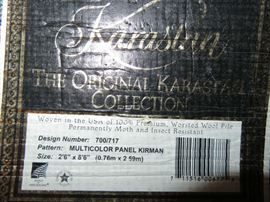 Karastan
THE ORIGINAL KARASTAN
COLLECTION
Woven in the USA of 100% Premium, Worsted Wool Pile
Permanently Moth and Insect Resistant
Design Number: 700/717
Pattern: MULTICOLOR PANEL KIRMAN
Size: 2'6" x 8'6" (0.76m x 2.59m)